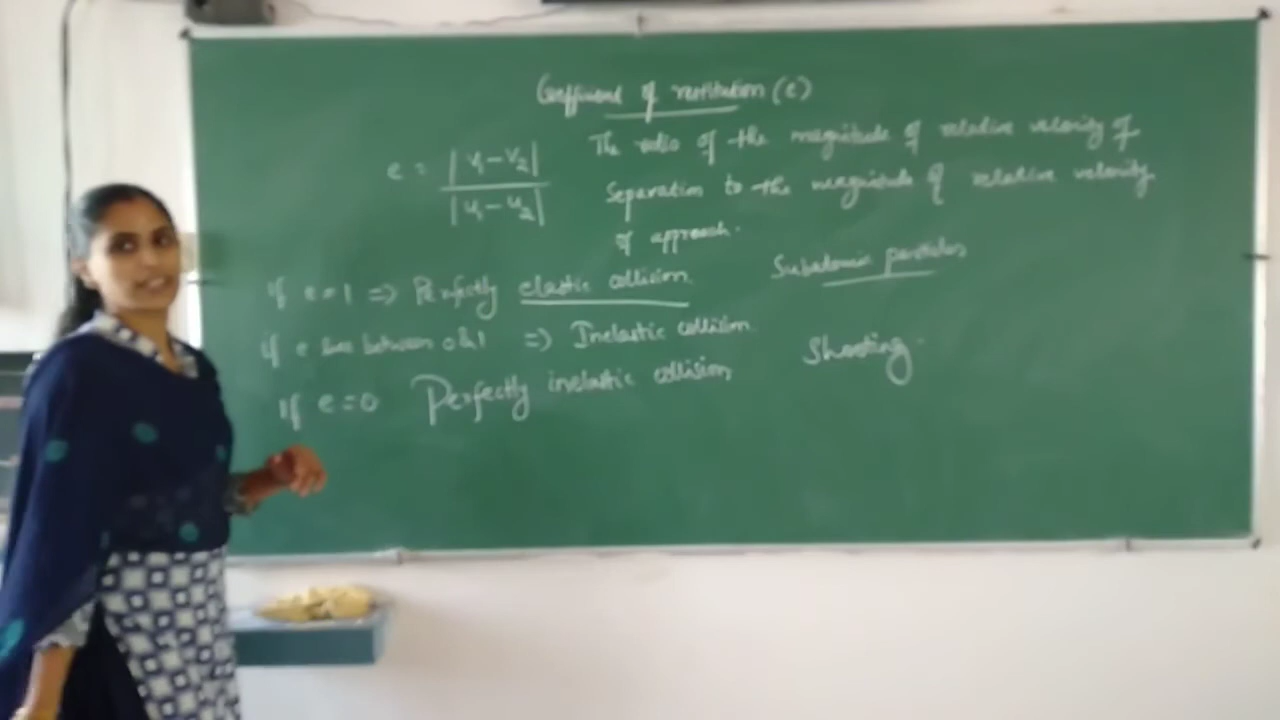 Coefficient of restitution (e)
e = |v₁ - v₂| / |u₁ - u₂|
The ratio of the magnitude of relative velocity of
Separation to the magnitude of relative velocity
of approach.
Subatomic particles
if e = 1 => Perfectly elastic collision.
if e lies between 0 & 1 => Inelastic collision.
Shooting.
If e = 0 Perfectly inelastic collision